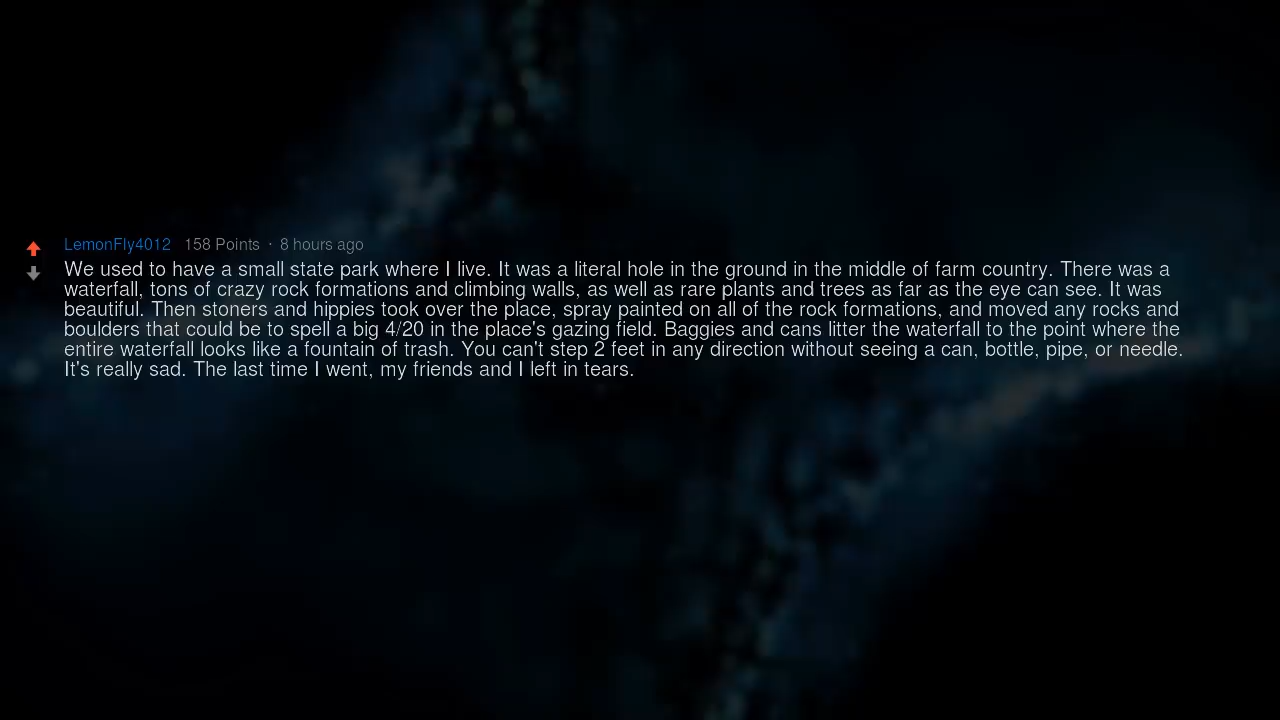 LemonFly4012 158 Points · 8 hours ago
We used to have a small state park where I live. It was a literal hole in the ground in the middle of farm country. There was a
waterfall, tons of crazy rock formations and climbing walls, as well as rare plants and trees as far as the eye can see. It was
beautiful. Then stoners and hippies took over the place, spray painted on all of the rock formations, and moved any rocks and
boulders that could be to spell a big 4/20 in the place's gazing field. Baggies and cans litter the waterfall to the point where the
entire waterfall looks like a fountain of trash. You can't step 2 feet in any direction without seeing a can, bottle, pipe, or needle.
It's really sad. The last time I went, my friends and I left in tears.